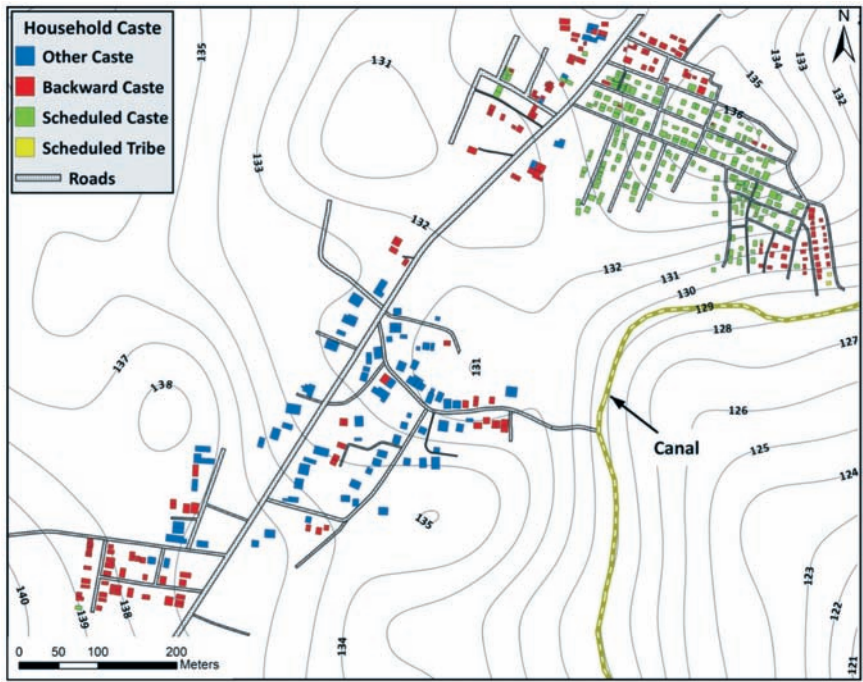 Household Caste
Other Caste
Backward Caste
Scheduled Caste
Scheduled Tribe
Roads
N
135
131
134
133
135
132
136
133
132
132
131
130
129
128
127
137
138
131
126
Canal
125
124
135
123
140
139
138
134
122
121
0 50 100 200
Meters